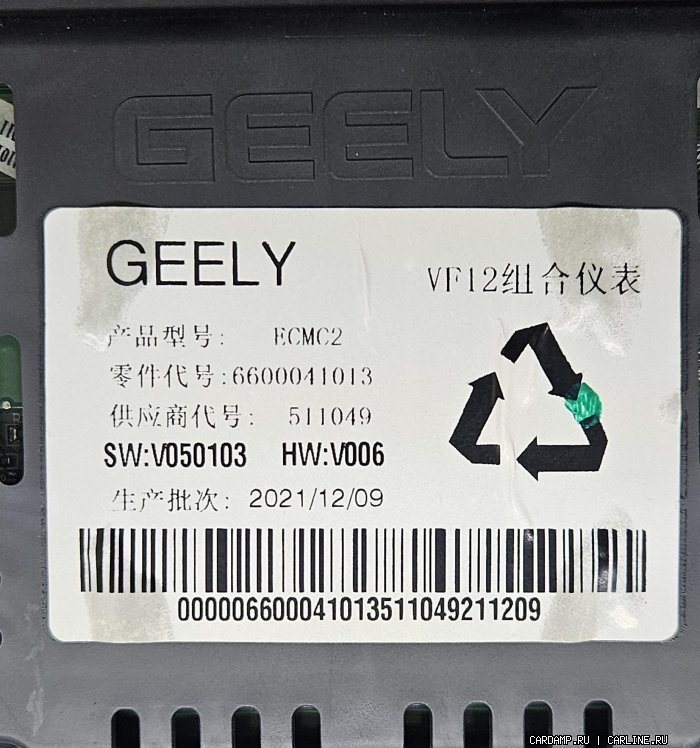 GEELY
GEELY
VF12组合仪表
产品型号: ECMC2
零件代号:6600041013
供应商代号: 511049
SW:V050103 HW:V006
生产批次: 2021/12/09
000006600041013511049211209
CARDAMP.RU | CARLINE.RU